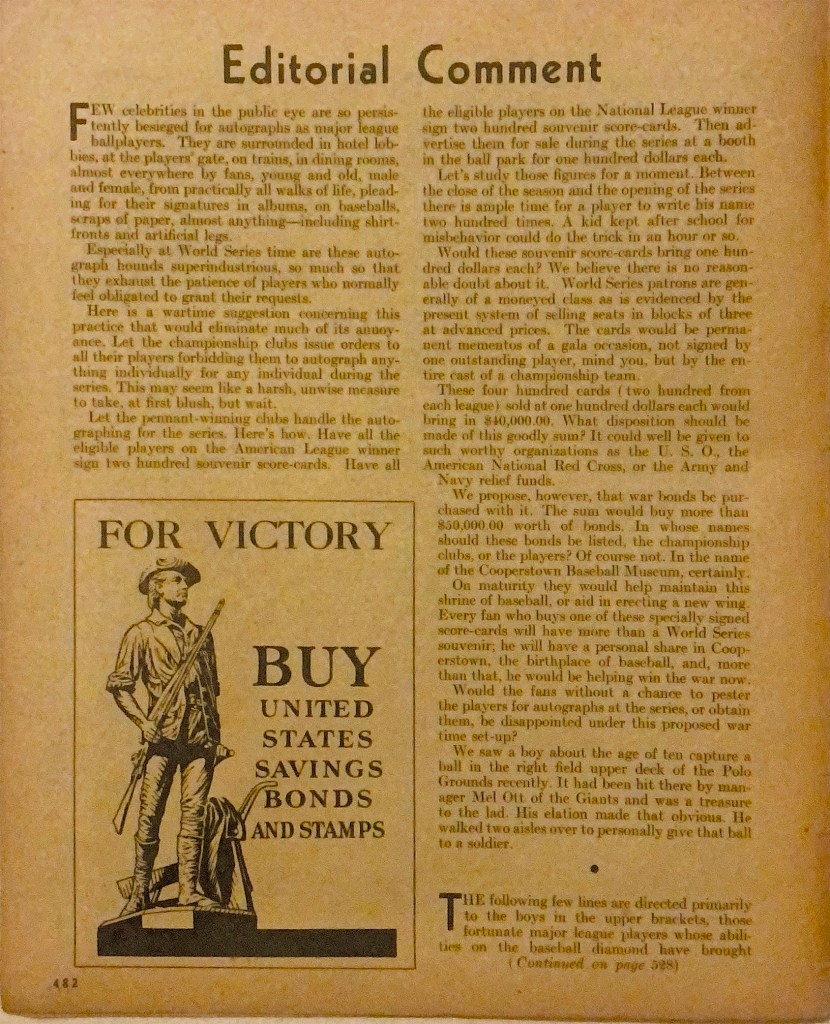 Editorial Comment
FEW celebrities in the public eye are so persis-
tently besieged for autographs as major league
ballplayers. They are surrounded in hotel lob-
bies, at the players' gate, on trains, in dining rooms,
almost everywhere by fans, young and old, male
and female, from practically all walks of life, plead-
ing for their signatures in albums, on baseballs,
scraps of paper, almost anything—including shirt-
fronts and artificial legs.
Especially at World Series time are these auto-
graph hounds superindustrious, so much so that
they exhaust the patience of players who normally
feel obligated to grant their requests.
Here is a wartime suggestion concerning this
practice that would eliminate much of its annoy-
ance. Let the championship clubs issue orders to
all their players forbidding them to autograph any-
thing individually for any individual during the
series. This may seem like a harsh, unwise measure
to take, at first blush, but wait.
Let the pennant-winning clubs handle the auto-
graphing for the series. Here's how. Have all the
eligible players on the American League winner
sign two hundred souvenir score-cards. Have all
the eligible players on the National League winner
sign two hundred souvenir score-cards. Then ad-
vertise them for sale during the series at a booth
in the ball park for one hundred dollars each.
Let's study those figures for a moment. Between
the close of the season and the opening of the series
there is ample time for a player to write his name
two hundred times. A kid kept after school for
misbehavior could do the trick in an hour or so.
Would these souvenir score-cards bring one hun-
dred dollars each? We believe there is no reason-
able doubt about it. World Series patrons are gen-
erally of a moneyed class as is evidenced by the
present system of selling seats in blocks of three
at advanced prices. The cards would be perma-
nent mementos of a gala occasion, not signed by
one outstanding player, mind you, but by the en-
tire cast of a championship team.
These four hundred cards (two hundred from
each league) sold at one hundred dollars each would
bring in $40,000.00. What disposition should be
made of this goodly sum? It could well be given to
such worthy organizations as the U. S. O., the
American National Red Cross, or the Army and
Navy relief funds.
We propose, however, that war bonds be pur-
chased with it. The sum would buy more than
$50,000.00 worth of bonds. In whose names
should these bonds be listed, the championship
clubs, or the players? Of course not. In the name
of the Cooperstown Baseball Museum, certainly.
On maturity they would help maintain this
shrine of baseball, or aid in erecting a new wing.
Every fan who buys one of these specially signed
score-cards will have more than a World Series
souvenir; he will have a personal share in Coop-
erstown, the birthplace of baseball, and, more
than that, he would be helping win the war now.
Would the fans without a chance to pester
the players for autographs at the series, or obtain
them, be disappointed under this proposed war
time set-up?
We saw a boy about the age of ten capture a
ball in the right field upper deck of the Polo
Grounds recently. It had been hit there by man-
ager Mel Ott of the Giants and was a treasure
to the lad. His elation made that obvious. He
walked two aisles over to personally give that ball
to a soldier.
•
THE following few lines are directed primarily
to the boys in the upper brackets, those
fortunate major league players whose abili-
ties on the baseball diamond have brought
(Continued on page 528)
FOR VICTORY
BUY
UNITED
STATES
SAVINGS
BONDS
AND STAMPS
482